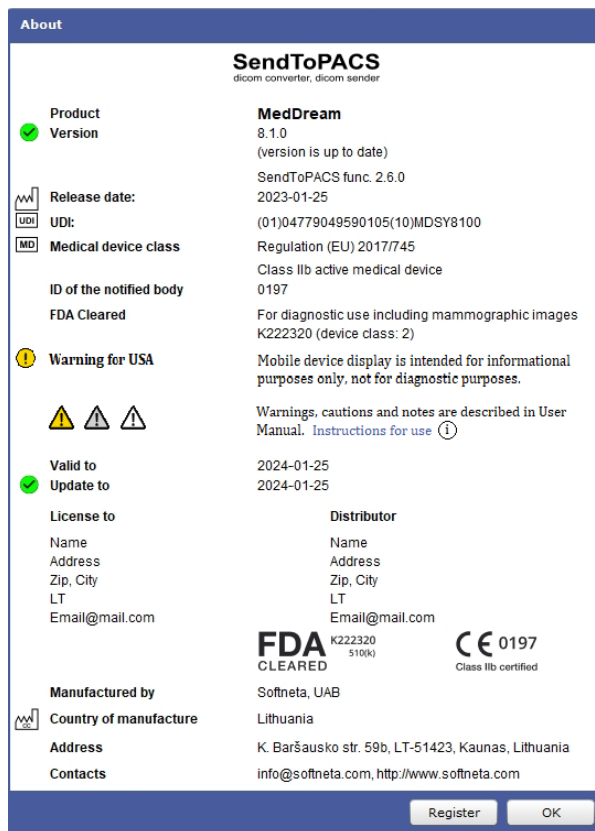 About
SendToPACS
dicom converter, dicom sender
Product MedDream
Version 8.1.0
(version is up to date)
SendToPACS func. 2.6.0
Release date: 2023-01-25
UDI UDI: (01)04779049590105(10)MDSY8100
MD Medical device class Regulation (EU) 2017/745
Class IIb active medical device
ID of the notified body 0197
FDA Cleared For diagnostic use including mammographic images
K222320 (device class: 2)
Warning for USA Mobile device display is intended for informational
purposes only, not for diagnostic purposes.
Warnings, cautions and notes are described in User
Manual. Instructions for use
Valid to 2024-01-25
Update to 2024-01-25
License to Distributor
Name Name
Address Address
Zip, City Zip, City
LT LT
Email@mail.com Email@mail.com
FDA K222320 CE 0197
510(k)
CLEARED Class IIb certified
Manufactured by Softneta, UAB
CC Country of manufacture Lithuania
Address K. Baršausko str. 59b, LT-51423, Kaunas, Lithuania
Contacts info@softneta.com, http://www.softneta.com
Register OK